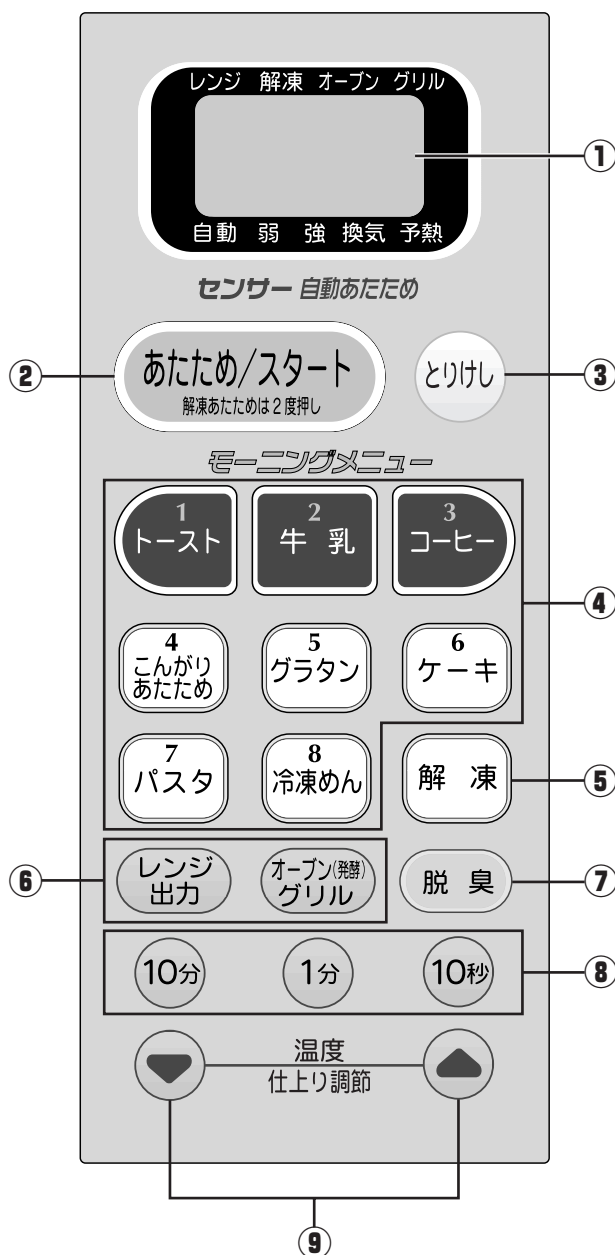 レンジ 解凍 オーブン グリル
①
自動 弱 強 換気 予熱
センサー 自動あたため
②
あたため/スタート
解凍あたためは2度押し
とりけし
③
モーニングメニュー
1
トースト
2
牛 乳
3
コーヒー
④
4
こんがり
あたため
5
グラタン
6
ケーキ
7
パスタ
8
冷凍めん
解 凍
⑤
⑥
レンジ
出力
オーブン(発酵)
グリル
脱 臭
⑦
10分
1分
10秒
⑧
温度
仕上り調節
⑨